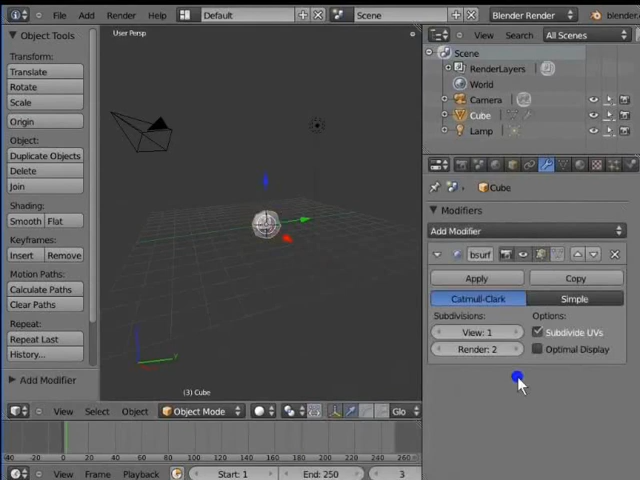 File Add Render Help Default Scene Blender Render
Object Tools
Transform:
Translate
Rotate
Scale
Origin
Object:
Duplicate Objects
Delete
Join
Shading:
Smooth Flat
Keyframes:
Insert Remove
Motion Paths:
Calculate Paths
Clear Paths
Repeat:
Repeat Last
History...
Add Modifier
User Persp
(3) Cube
View Select Object Object Mode Glo
View Search All Scenes
Scene
RenderLayers
World
Camera
Cube
Lamp
Cube
Modifiers
Add Modifier
bsurf
Apply Copy
Catmull-Clark Simple
Subdivisions: Options:
View: 1 Subdivide UVs
Render: 2 Optimal Display
-40 -20 0 20 40 60 80 100 120 140 160 180 200 220 240 260
View Frame Playback Start: 1 End: 250 3